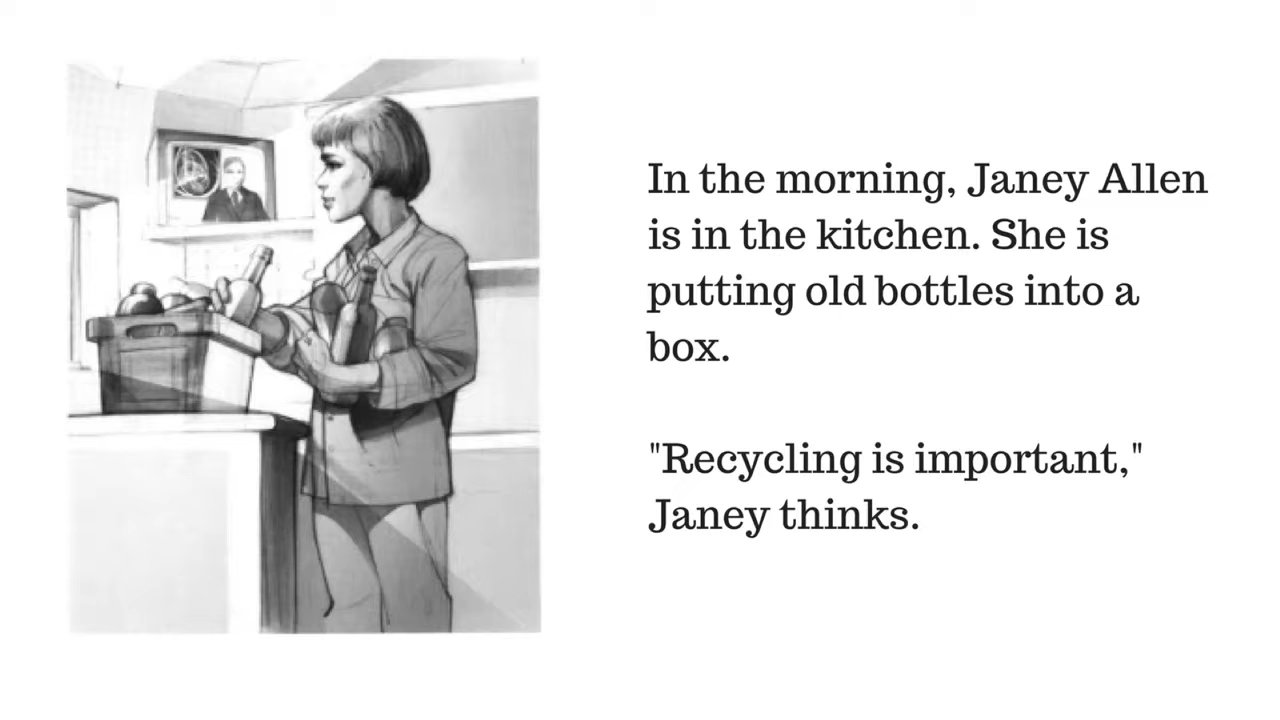 In the morning, Janey Allen
is in the kitchen. She is
putting old bottles into a
box.
"Recycling is important,"
Janey thinks.